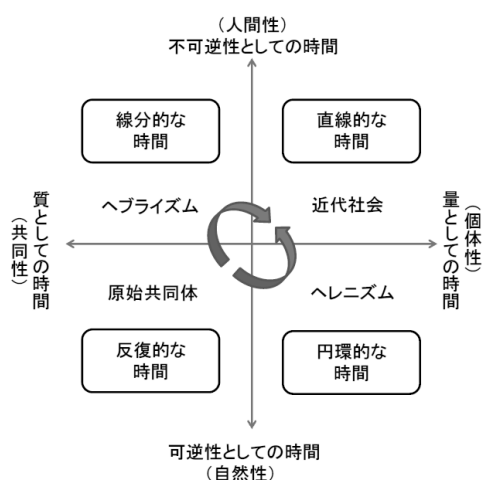 (人間性)
不可逆性としての時間
線分的な
時間
直線的な
時間
ヘブライズム
近代社会
質としての時間
(共同性)
(個体性)
量としての時間
原始共同体
ヘレニズム
反復的な
時間
円環的な
時間
可逆性としての時間
(自然性)